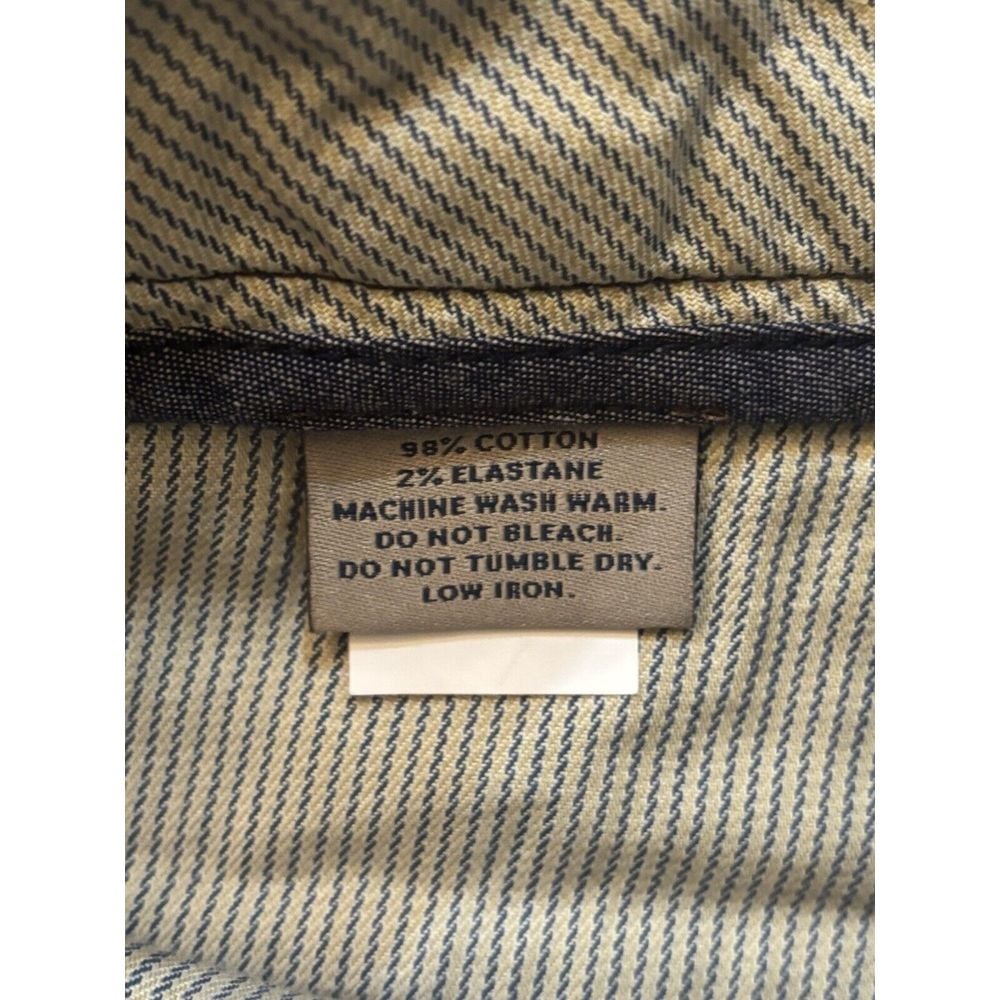 98% COTTON
2% ELASTANE
MACHINE WASH WARM.
DO NOT BLEACH.
DO NOT TUMBLE DRY.
LOW IRON.